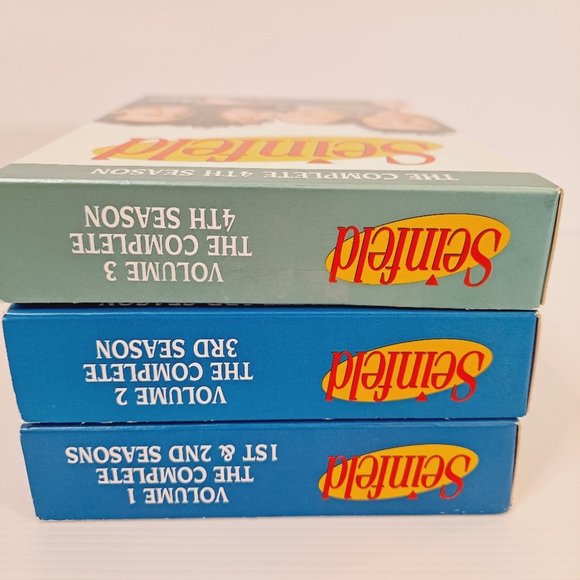 Seinfeld
THE COMPLETE 4TH SEASON
Seinfeld
VOLUME 3
THE COMPLETE
4TH SEASON
Seinfeld
VOLUME 2
THE COMPLETE
3RD SEASON
Seinfeld
VOLUME 1
THE COMPLETE
1ST & 2ND SEASONS